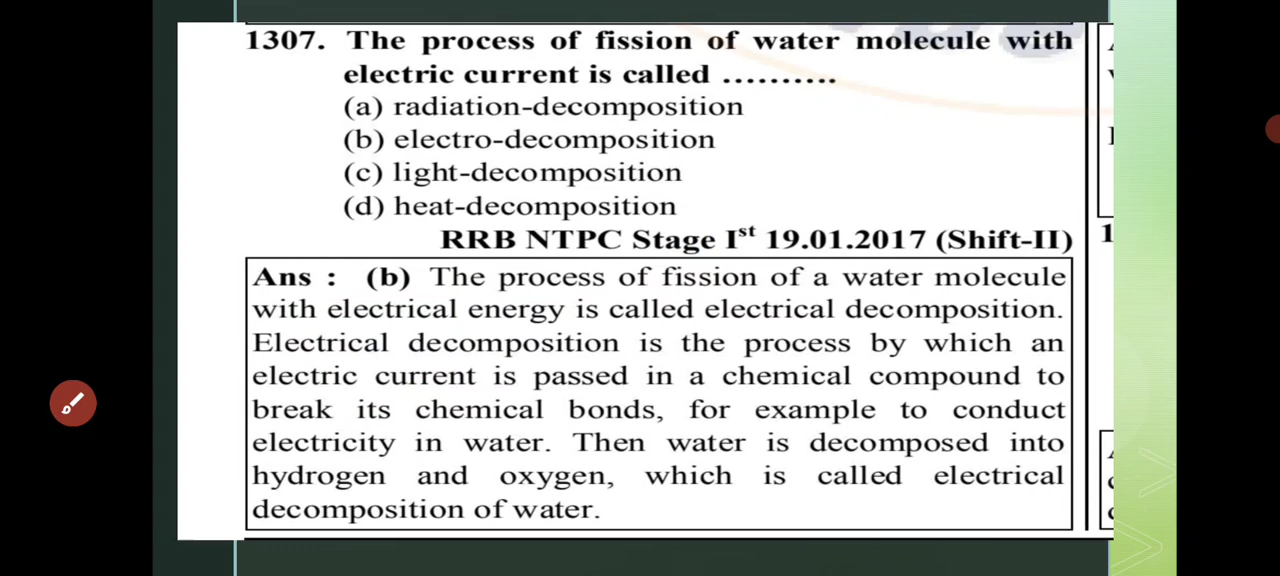 1307. The process of fission of water molecule with
electric current is called ..........
(a) radiation-decomposition
(b) electro-decomposition
(c) light-decomposition
(d) heat-decomposition
RRB NTPC Stage Ist 19.01.2017 (Shift-II)
Ans : (b) The process of fission of a water molecule
with electrical energy is called electrical decomposition.
Electrical decomposition is the process by which an
electric current is passed in a chemical compound to
break its chemical bonds, for example to conduct
electricity in water. Then water is decomposed into
hydrogen and oxygen, which is called electrical
decomposition of water.